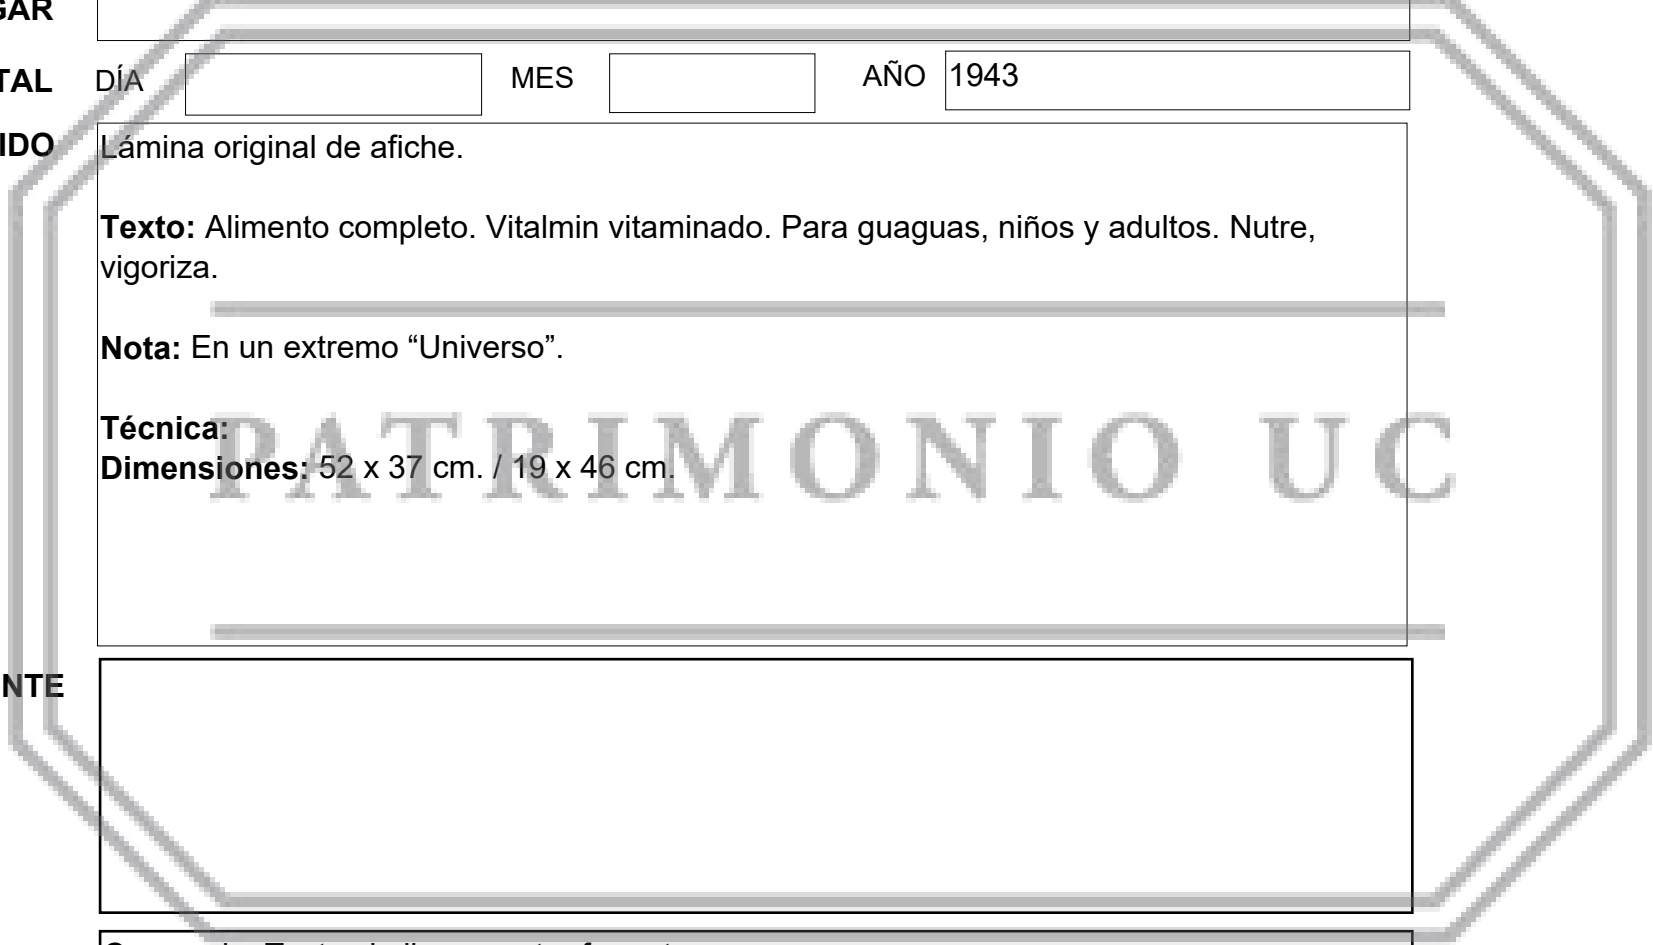 GAR
TAL DÍA MES AÑO 1943
IDO Lámina original de afiche.
Texto: Alimento completo. Vitalmin vitaminado. Para guaguas, niños y adultos. Nutre,
vigoriza.
Nota: En un extremo “Universo”.
Técnica:
Dimensiones: 52 x 37 cm. / 19 x 46 cm.
PATRIMONIO UC
NTE